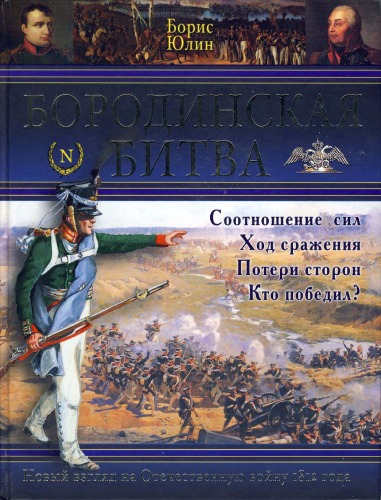 Борис
Юлин
БОРОДИНСКАЯ
БИТВА
N
Соотношение сил
Ход сражения
Потери сторон
Кто победил?
Новый взгляд на Отечественную войну 1812 года